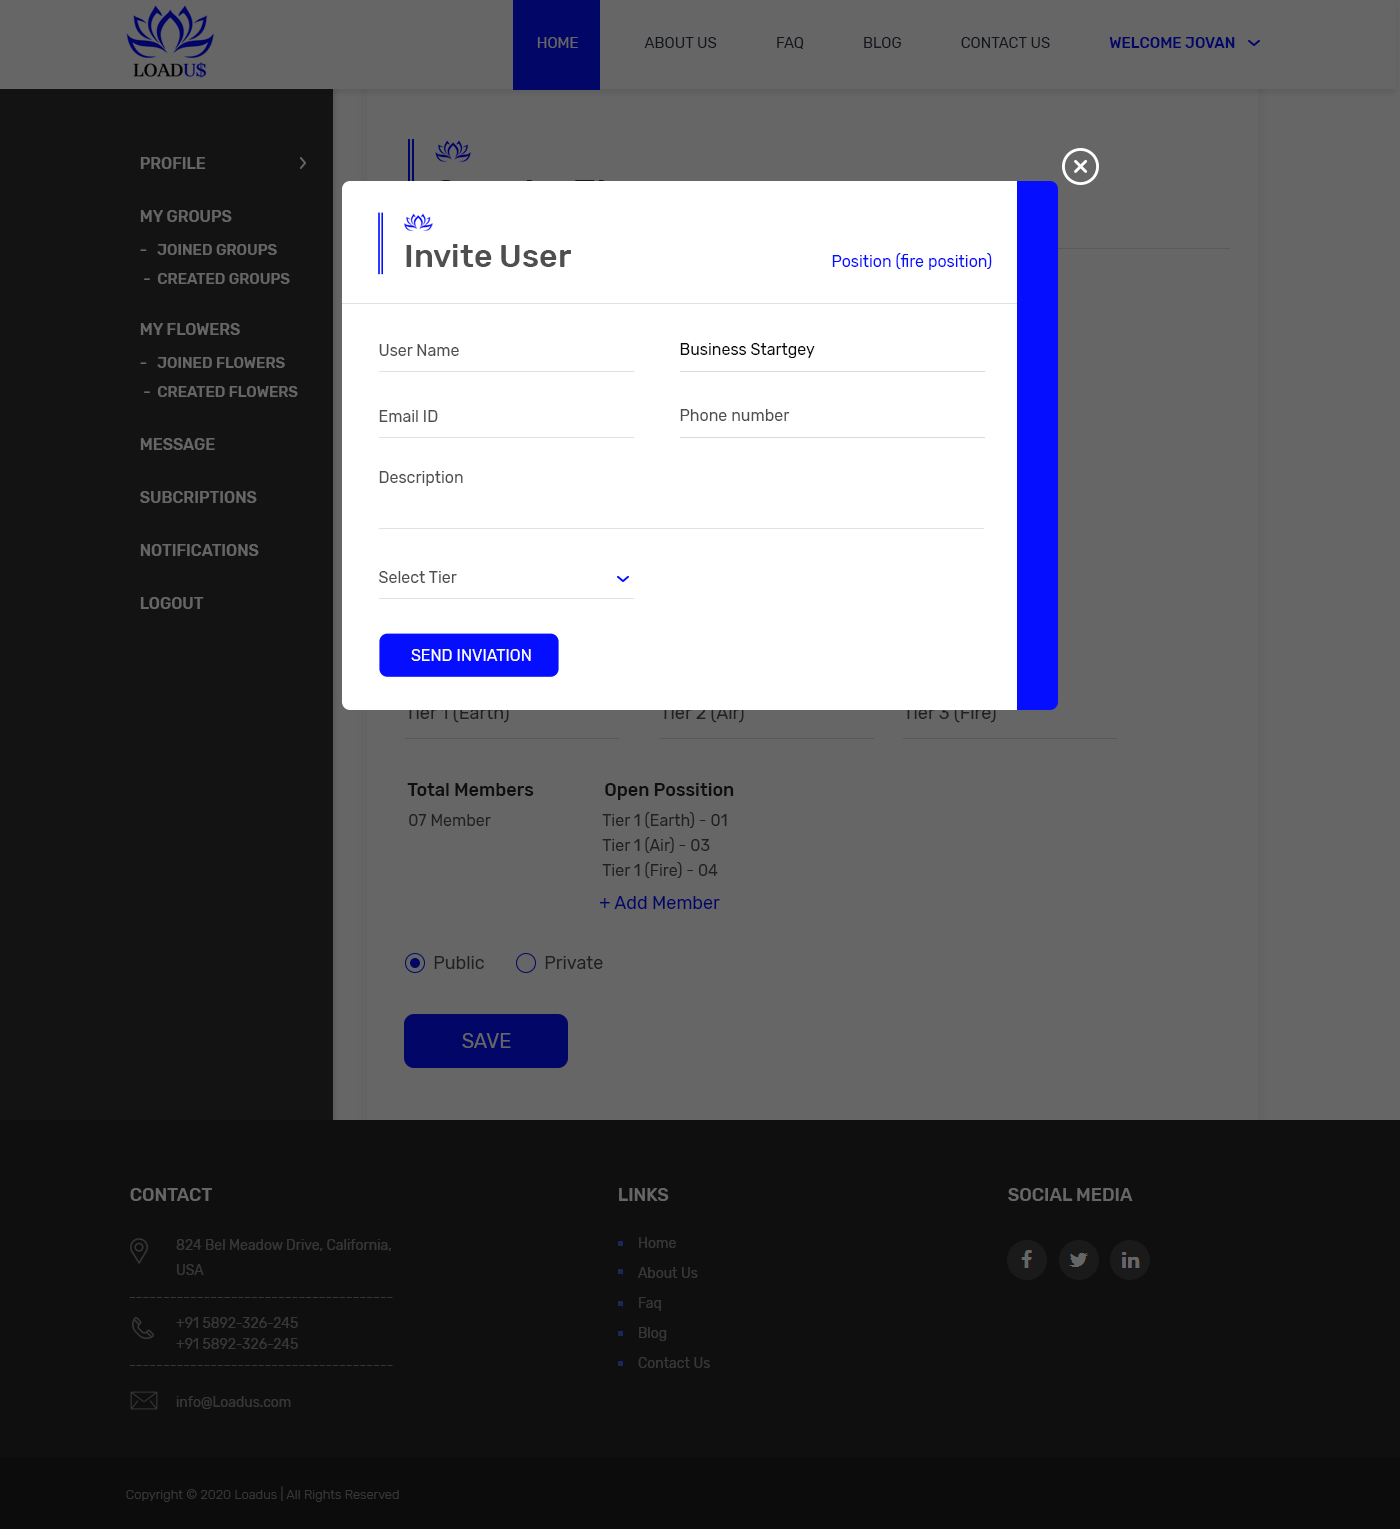 LOADU$
HOME
ABOUT US
FAQ
BLOG
CONTACT US
WELCOME JOVAN
PROFILE
MY GROUPS
- JOINED GROUPS
- CREATED GROUPS
MY FLOWERS
- JOINED FLOWERS
- CREATED FLOWERS
MESSAGE
SUBCRIPTIONS
NOTIFICATIONS
LOGOUT
Invite User
Position (fire position)
User Name
Business Startgey
Email ID
Phone number
Description
Select Tier
SEND INVIATION
Tier 1 (Earth)
Tier 2 (Air)
Tier 3 (Fire)
Total Members
Open Possition
07 Member
Tier 1 (Earth) - 01
Tier 1 (Air) - 03
Tier 1 (Fire) - 04
+ Add Member
Public
Private
SAVE
CONTACT
824 Bel Meadow Drive, California,
USA
+91 5892-326-245
+91 5892-326-245
info@Loadus.com
LINKS
Home
About Us
Faq
Blog
Contact Us
SOCIAL MEDIA
Copyright © 2020 Loadus | All Rights Reserved